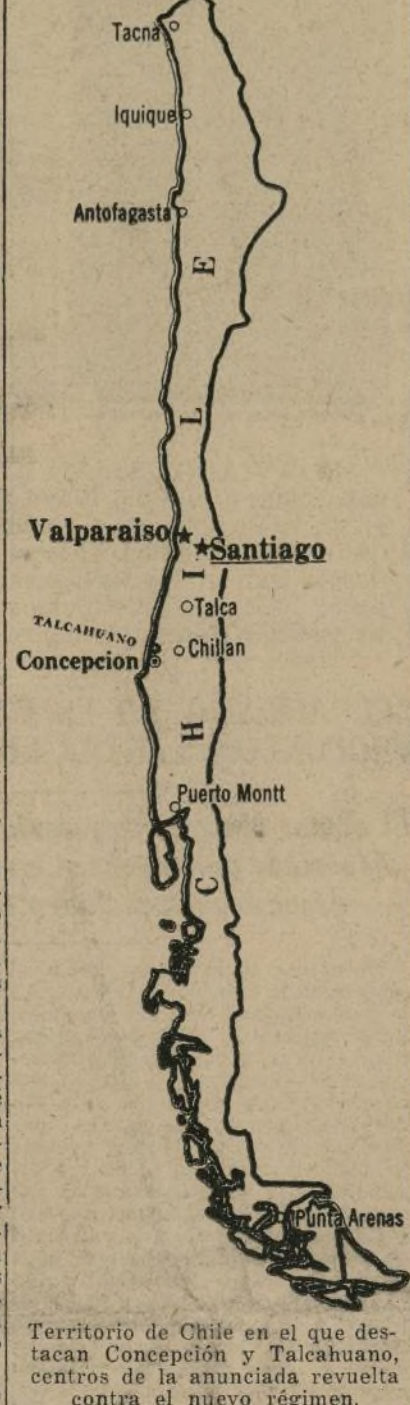 Tacna
Iquique
Antofagasta
E
L
Valparaiso
Santiago
I
Talca
TALCAHUANO
Chillan
Concepcion
H
Puerto Montt
C
Punta Arenas
Territorio de Chile en el que des-
tacan Concepción y Talcahuano,
centros de la anunciada revuelta
contra el nuevo régimen.